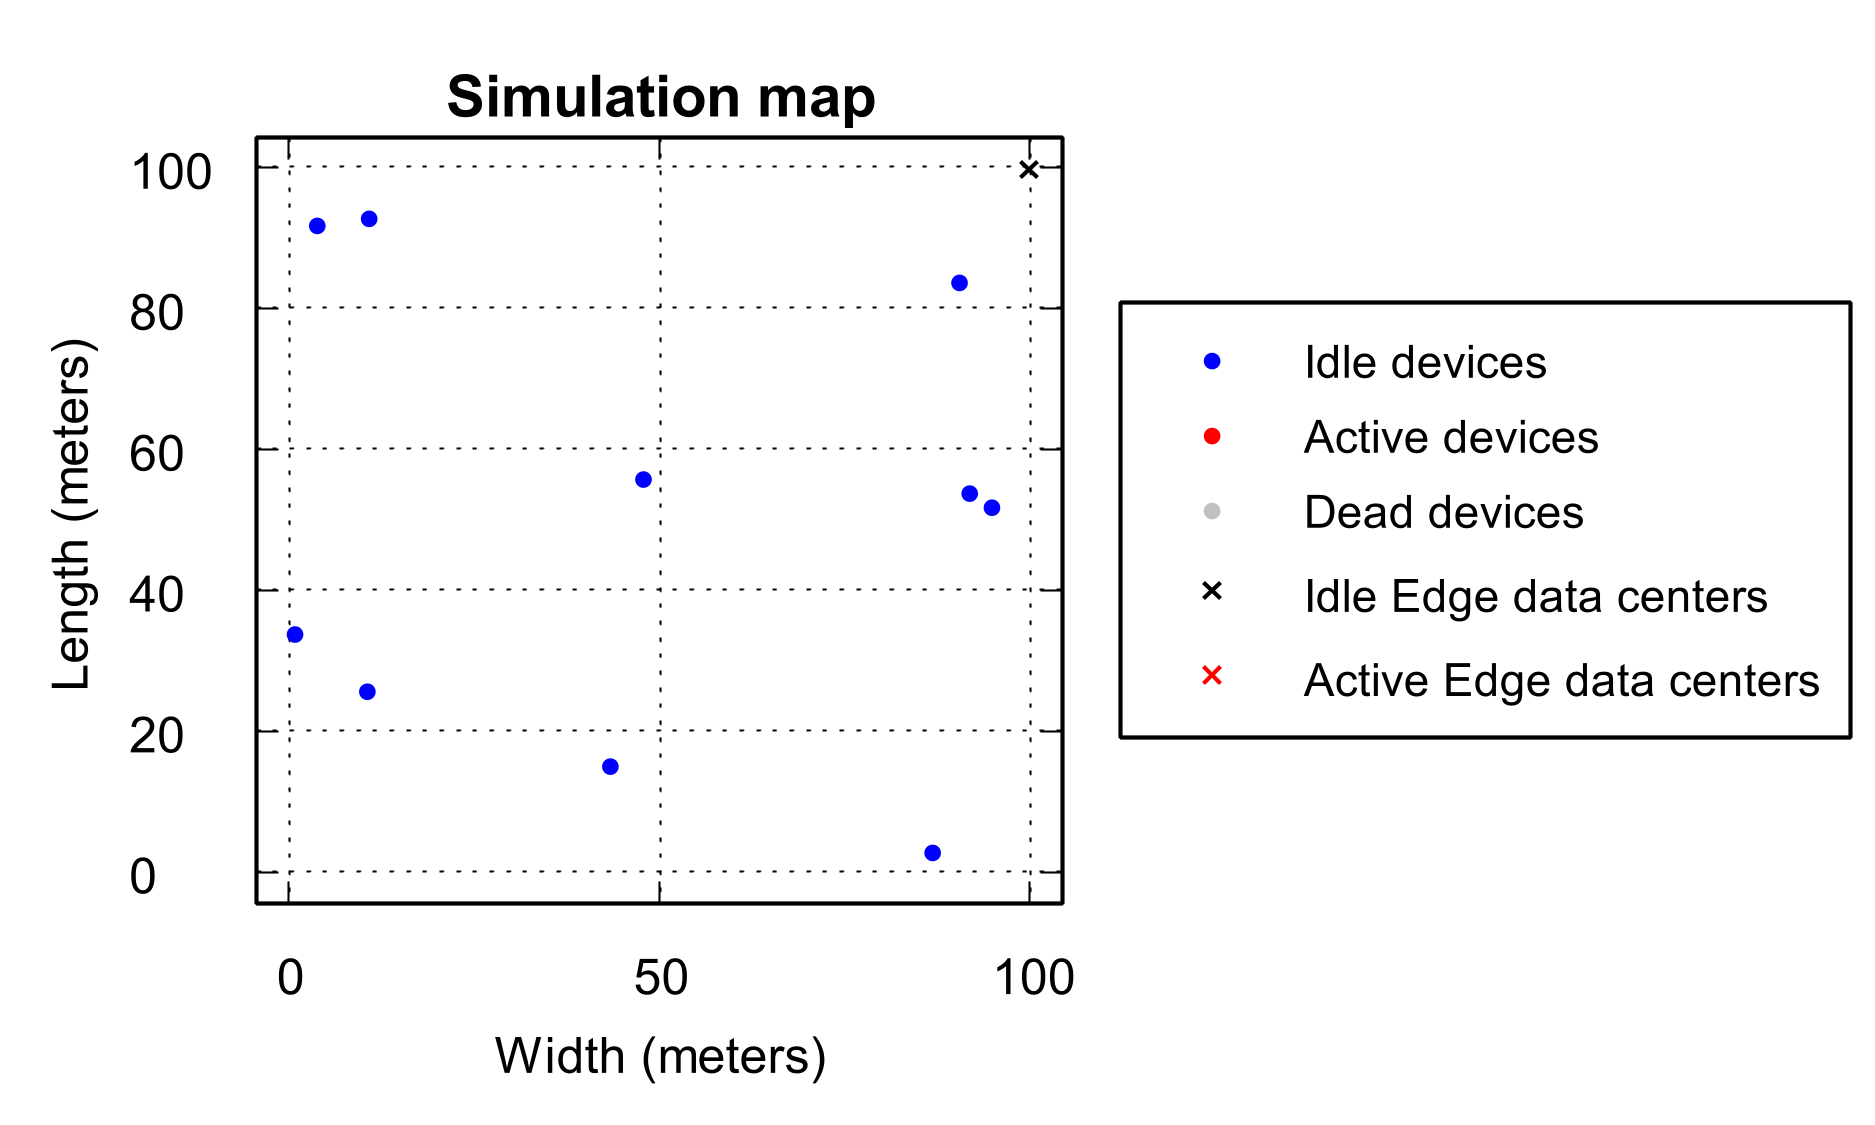 Simulation map
100
80
60
40
20
0
Length (meters)
0 50 100
Width (meters)
Idle devices
Active devices
Dead devices
Idle Edge data centers
Active Edge data centers